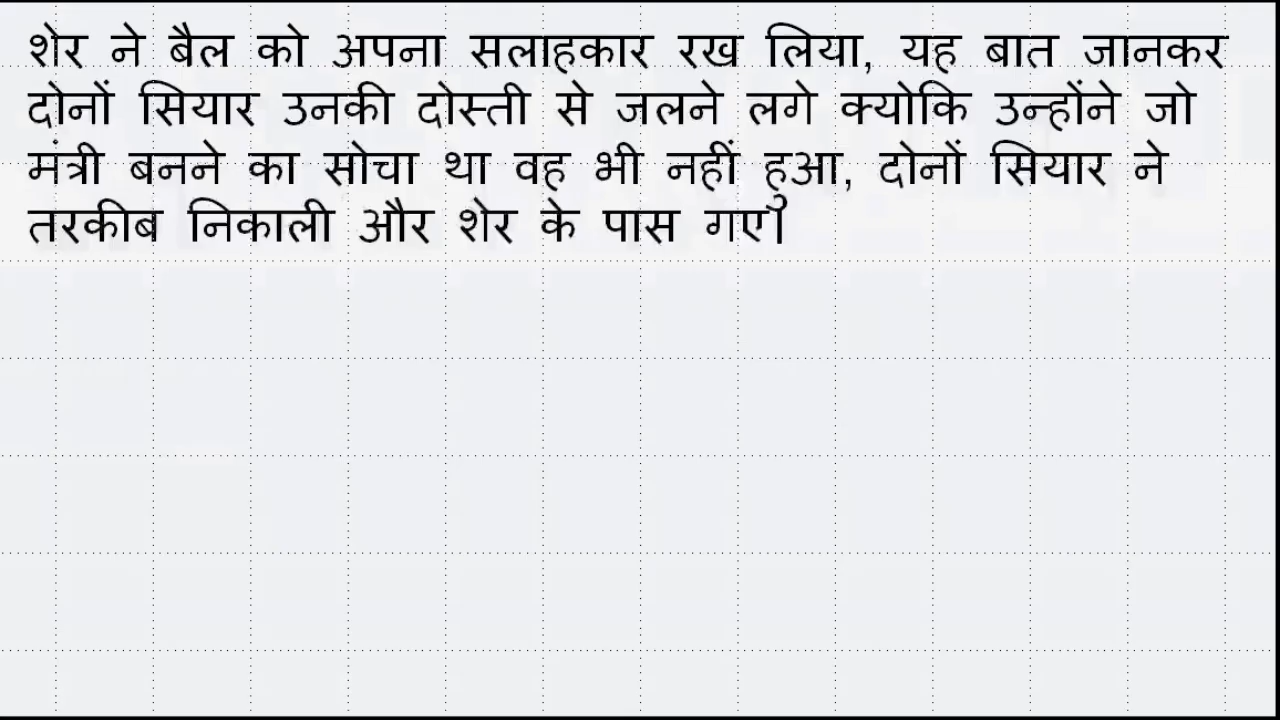 शेर ने बैल को अपना सलाहकार रख लिया, यह बात जानकर
दोनों सियार उनकी दोस्ती से जलने लगे क्योकि उन्होंने जो
मंत्री बनने का सोचा था वह भी नहीं हुआ, दोनों सियार ने
तरकीब निकाली और शेर के पास गए।